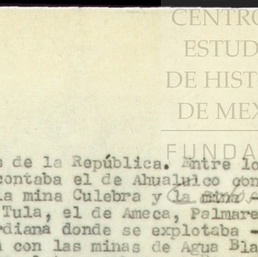 CENTRO
ESTUD
DE HIST
DE MEX
FUNDA
s de la República. Entre lo
contaba el de Ahualulco con
la mina Culebra y la mina -
Tula, el de Ameca, Palmare
rdiana donde se explotaba -
a con las minas de Agua Bla